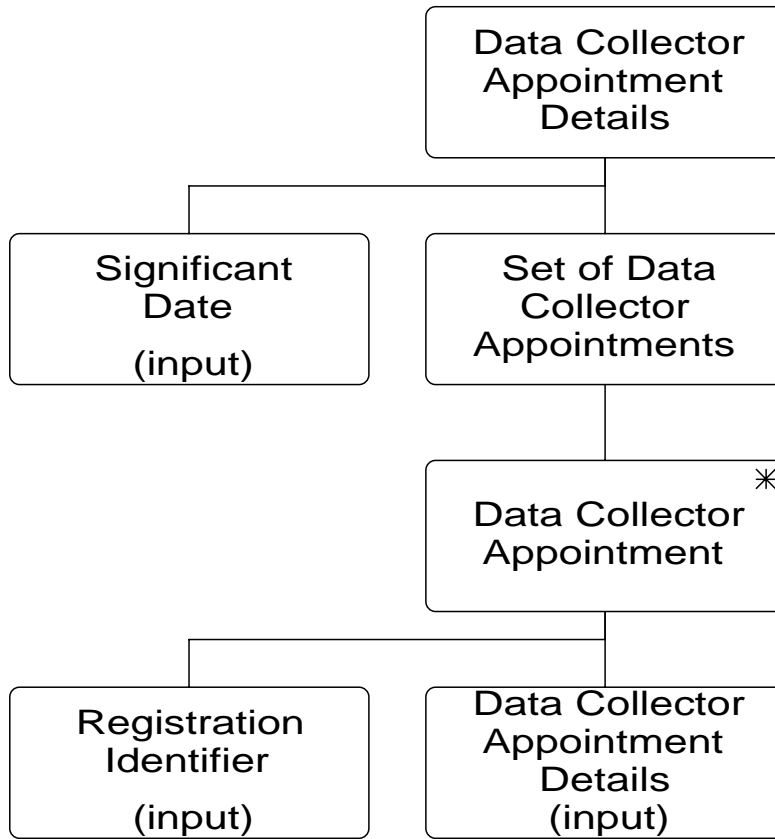 Data Collector
Appointment
Details
Significant
Date
(input)
Set of Data
Collector
Appointments
Data Collector
Appointment
Registration
Identifier
(input)
Data Collector
Appointment
Details
(input)